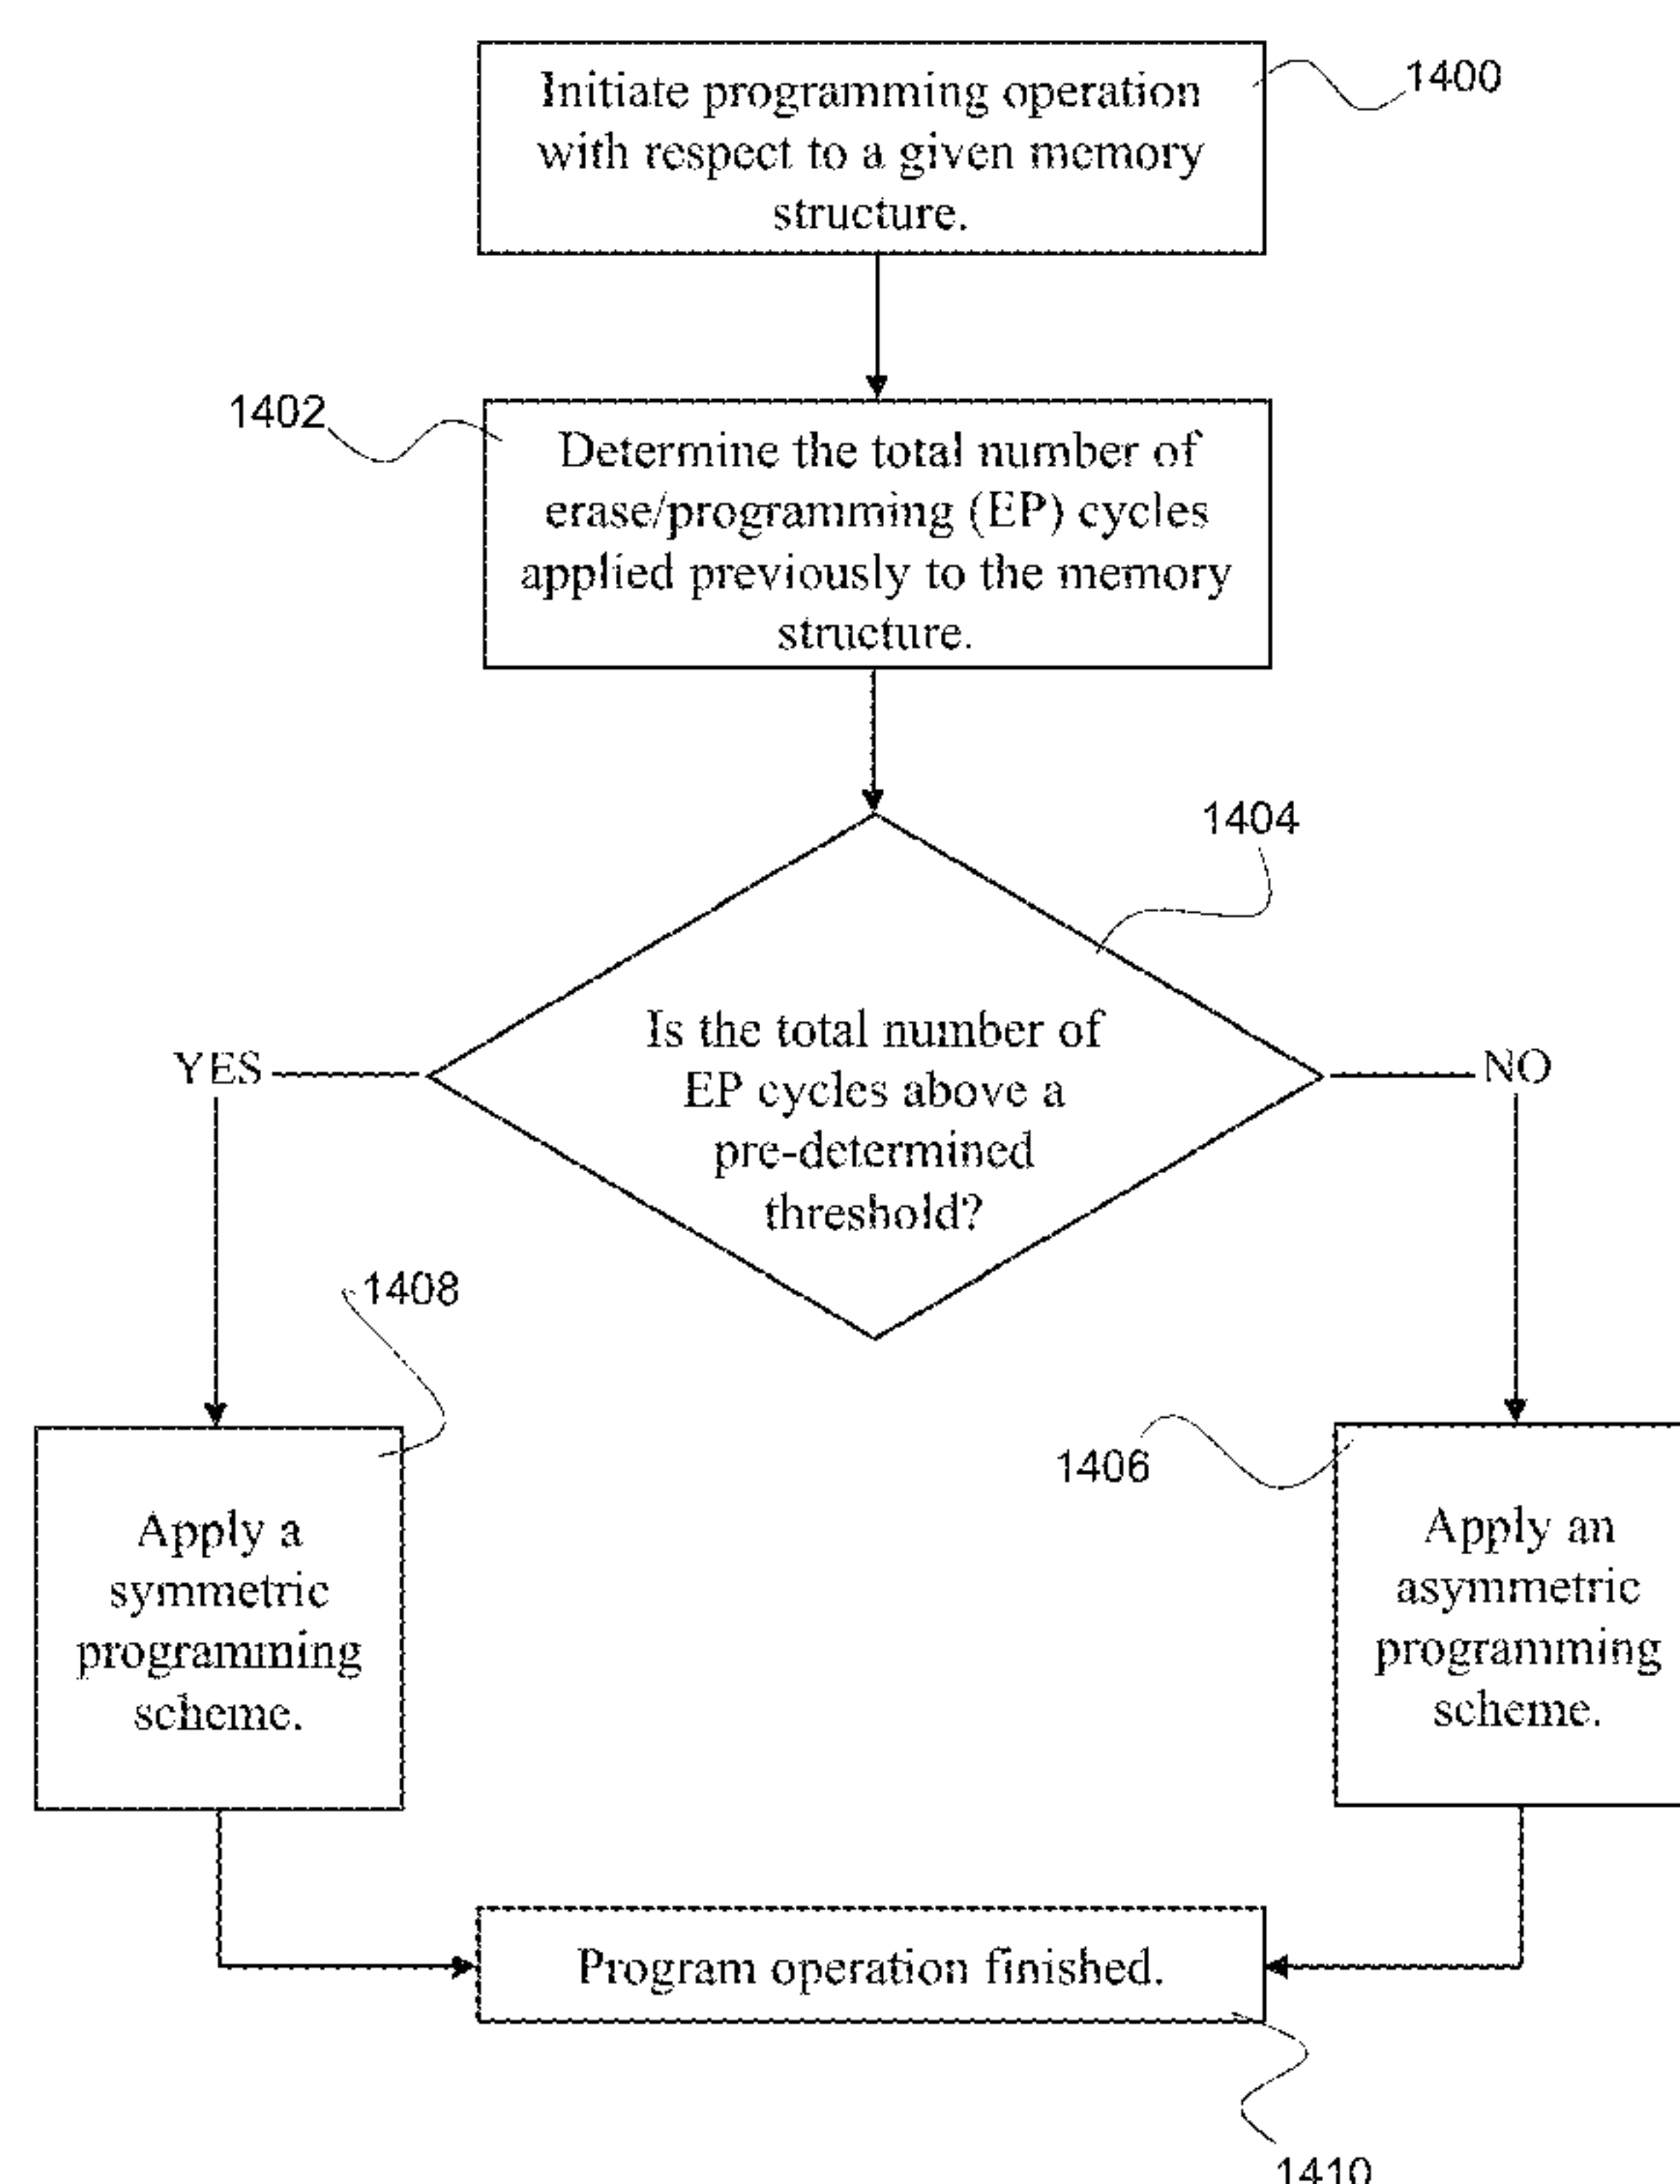 Initiate programming operation
with respect to a given memory
structure.
1400
1402
Determine the total number of
erase/programming (EP) cycles
applied previously to the memory
structure.
1404
Is the total number of
EP cycles above a
pre-determined
threshold?
YES
NO
1408
Apply a
symmetric
programming
scheme.
1406
Apply an
asymmetric
programming
scheme.
Program operation finished.
1410